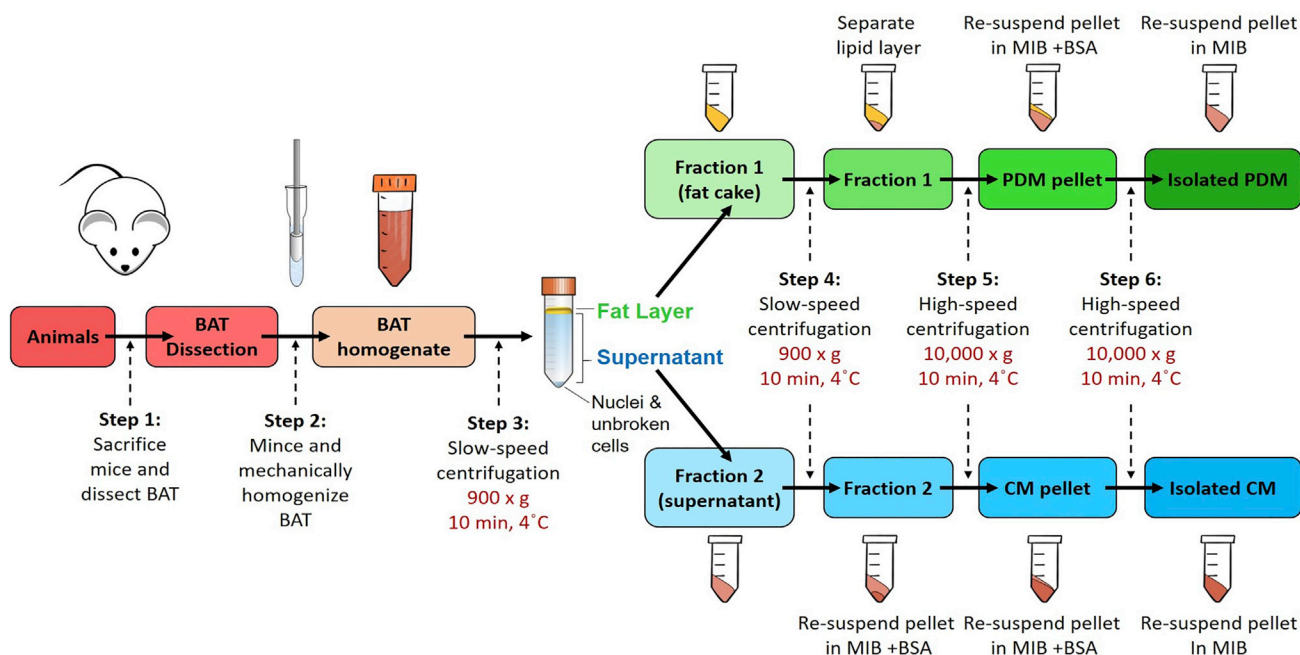 Separate
lipid layer
Re-suspend pellet
in MIB +BSA
Re-suspend pellet
in MIB
Fraction 1
(fat cake)
Fraction 1
PDM pellet
Isolated PDM
Animals
BAT
Dissection
BAT
homogenate
Fat Layer
Supernatant
Nuclei &
unbroken
cells
Step 1:
Sacrifice
mice and
dissect BAT
Step 2:
Mince and
mechanically
homogenize
BAT
Step 3:
Slow-speed
centrifugation
900 x g
10 min, 4°C
Step 4:
Slow-speed
centrifugation
900 x g
10 min, 4°C
Step 5:
High-speed
centrifugation
10,000 x g
10 min, 4°C
Step 6:
High-speed
centrifugation
10,000 x g
10 min, 4°C
Fraction 2
(supernatant)
Fraction 2
CM pellet
Isolated CM
Re-suspend pellet
in MIB +BSA
Re-suspend pellet
in MIB +BSA
Re-suspend pellet
In MIB